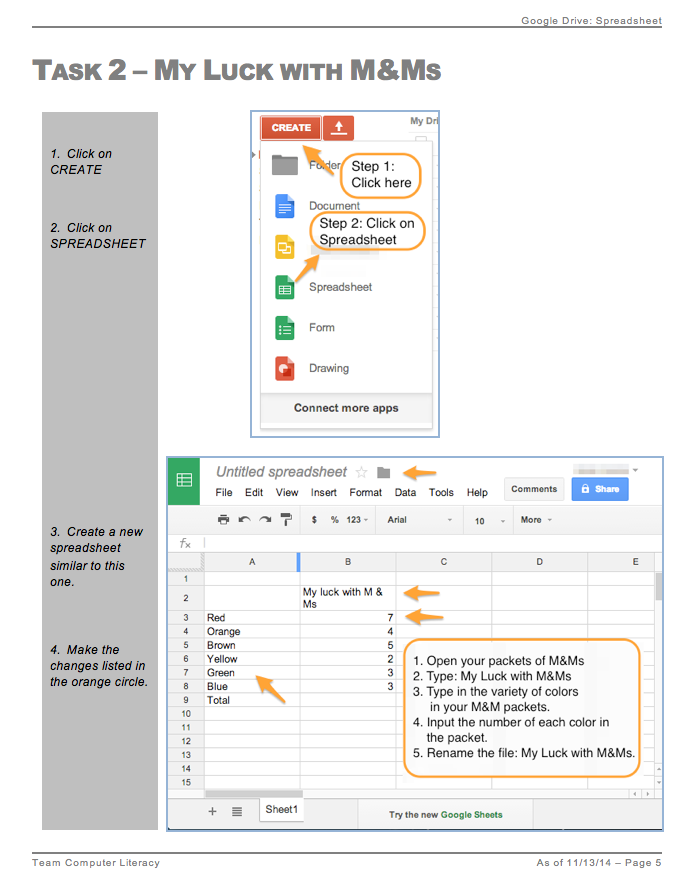 Google Drive: Spreadsheet
TASK 2 – MY LUCK WITH M&MS
1. Click on
CREATE
2. Click on
SPREADSHEET
CREATE
My Dri
Folder
Step 1:
Click here
Document
Step 2: Click on
Spreadsheet
Spreadsheet
Form
Drawing
Connect more apps
3. Create a new
spreadsheet
similar to this
one.
4. Make the
changes listed in
the orange circle.
Untitled spreadsheet
File Edit View Insert Format Data Tools Help
Comments
Share
$ % 123 Arial 10 More
fx
A B C D E
1
2 My luck with M &
Ms
3 Red 7
4 Orange 4
5 Brown 5
6 Yellow 2
7 Green 3
8 Blue 3
9 Total
10
11
12
13
14
15
1. Open your packets of M&Ms
2. Type: My Luck with M&Ms
3. Type in the variety of colors
in your M&M packets.
4. Input the number of each color in
the packet.
5. Rename the file: My Luck with M&Ms.
+ Sheet1
Try the new Google Sheets
Team Computer Literacy
As of 11/13/14 – Page 5